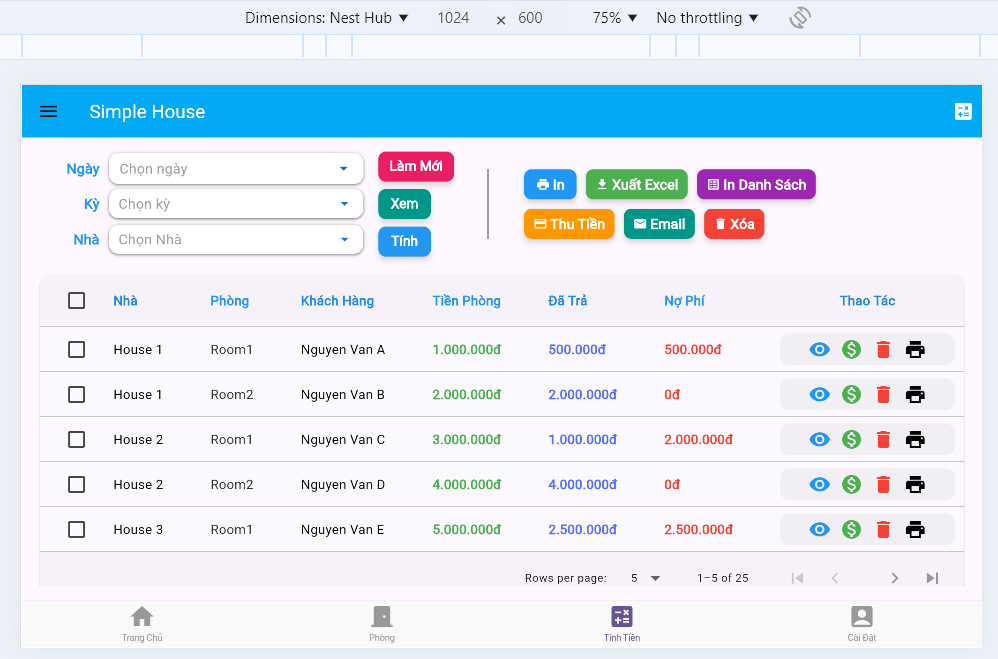 Dimensions: Nest Hub 1024 × 600 75% No throttling
Simple House
Ngày Chọn ngày Làm Mới
Kỳ Chọn kỳ Xem
Nhà Chọn Nhà Tính
In Xuất Excel In Danh Sách
Thu Tiền Email Xóa
Nhà Phòng Khách Hàng Tiền Phòng Đã Trả Nợ Phí Thao Tác
House 1 Room1 Nguyen Van A 1.000.000đ 500.000đ 500.000đ
House 1 Room2 Nguyen Van B 2.000.000đ 2.000.000đ 0đ
House 2 Room1 Nguyen Van C 3.000.000đ 1.000.000đ 2.000.000đ
House 2 Room2 Nguyen Van D 4.000.000đ 4.000.000đ 0đ
House 3 Room1 Nguyen Van E 5.000.000đ 2.500.000đ 2.500.000đ
Rows per page: 5 1–5 of 25
Trang Chủ Phòng Tính Tiền Cài Đặt